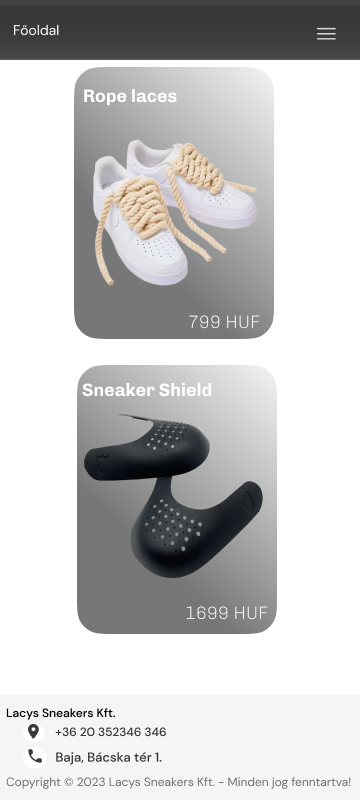 Főoldal
Rope laces
799 HUF
Sneaker Shield
1699 HUF
Lacys Sneakers Kft.
+36 20 352346 346
Baja, Bácska tér 1.
Copyright © 2023 Lacys Sneakers Kft. - Minden jog fenntartva!